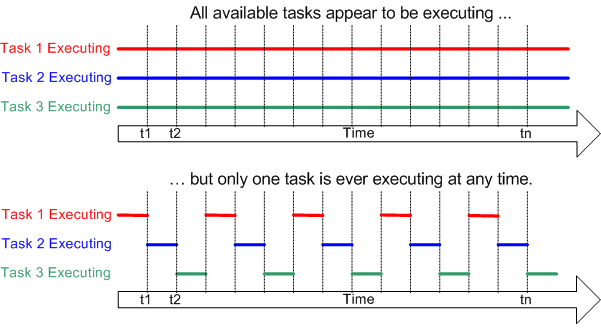 All available tasks appear to be executing ...
Task 1 Executing
Task 2 Executing
Task 3 Executing
t1 t2 Time tn
… but only one task is ever executing at any time.
Task 1 Executing
Task 2 Executing
Task 3 Executing
t1 t2 Time tn